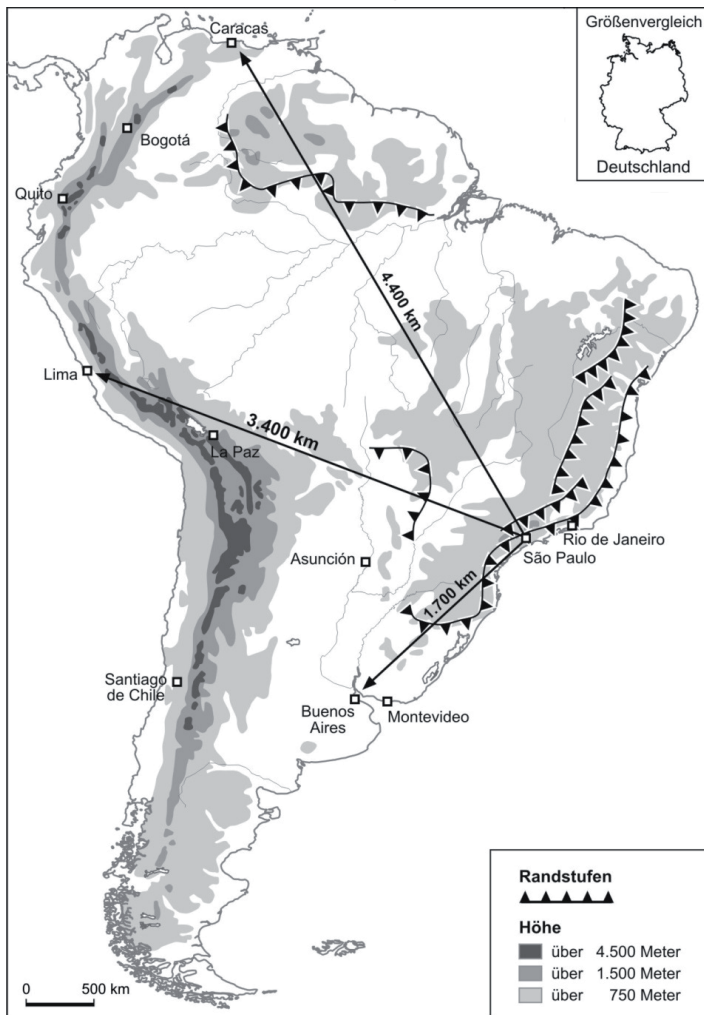 Caracas
Größenvergleich
Deutschland
Bogotá
Quito
4.400 km
Lima
3.400 km
La Paz
Rio de Janeiro
São Paulo
Asunción
1.700 km
Santiago
de Chile
Buenos
Aires
Montevideo
Randstufen
Höhe
über 4.500 Meter
über 1.500 Meter
über 750 Meter
0 500 km